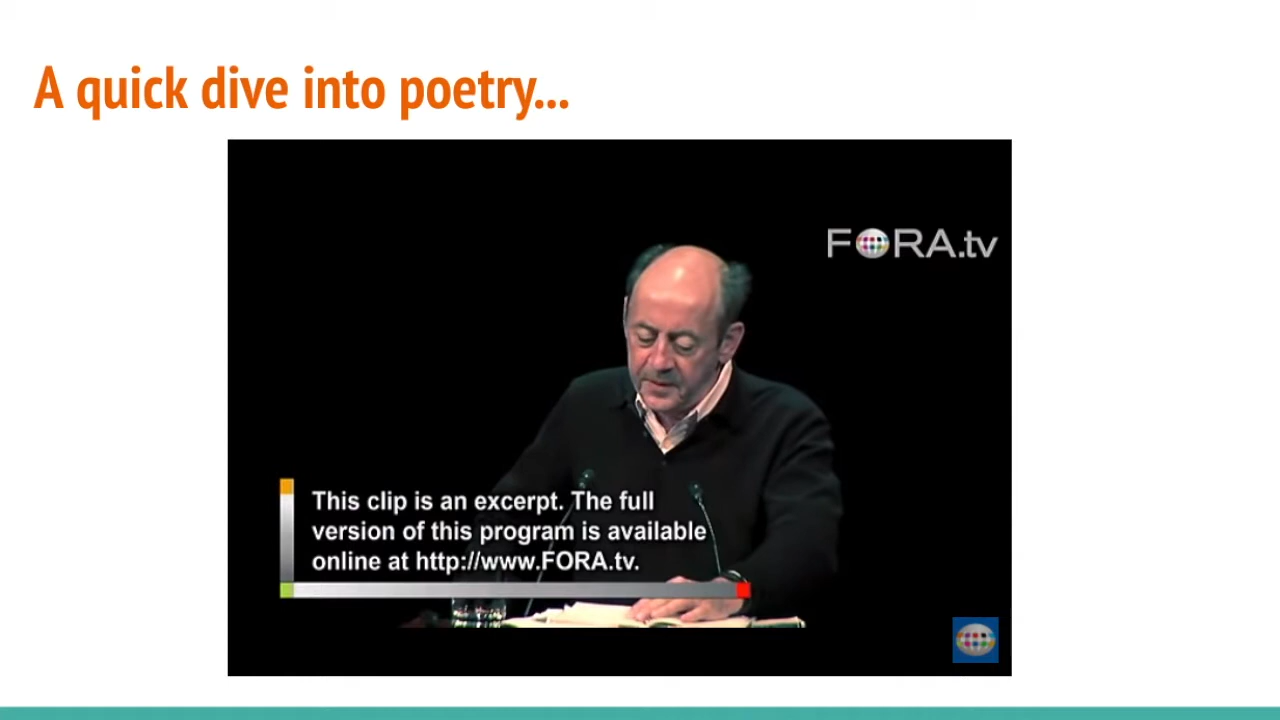 A quick dive into poetry...
FORA.tv
This clip is an excerpt. The full
version of this program is available
online at http://www.FORA.tv.